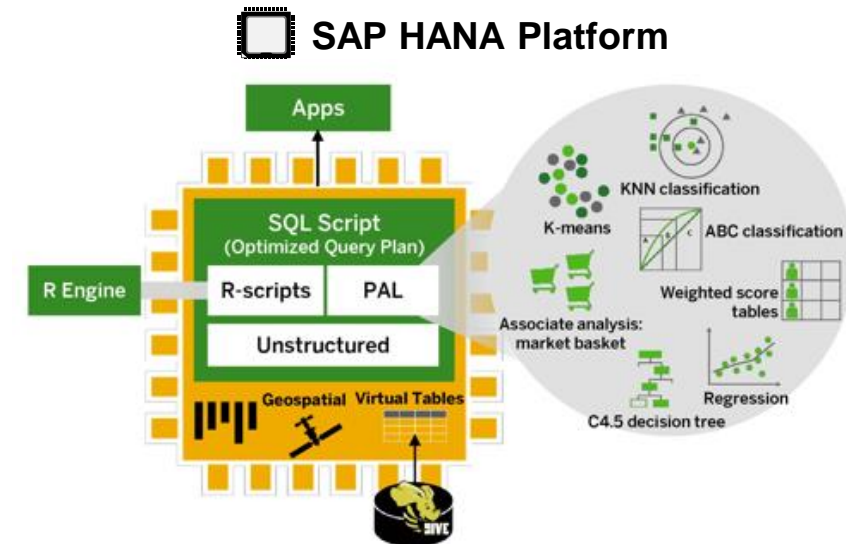 SAP HANA Platform
Apps
SQL Script
(Optimized Query Plan)
R Engine
R-scripts
PAL
Unstructured
Geospatial
Virtual Tables
HIVE
KNN classification
K-means
A
B
C
ABC classification
Weighted score
tables
Associate analysis:
market basket
Regression
C4.5 decision tree